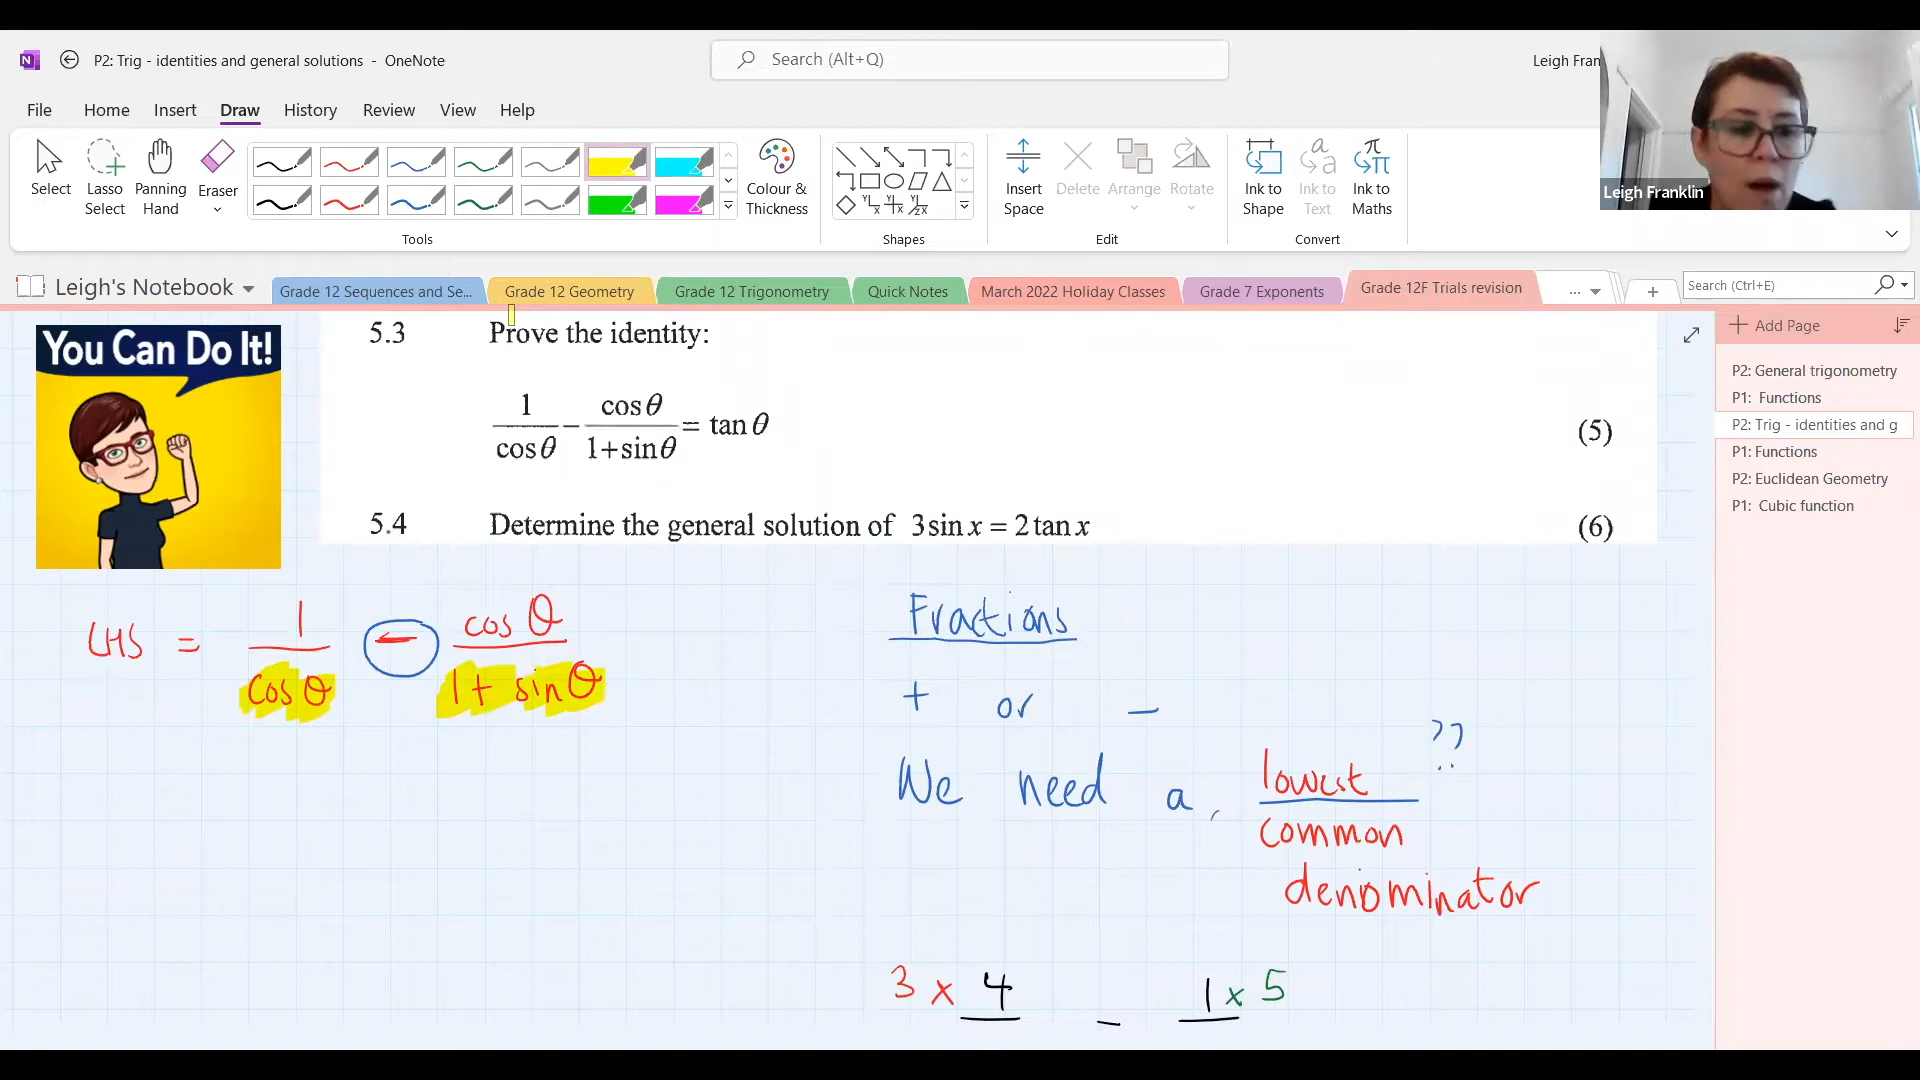 P2: Trig - identities and general solutions - OneNote
Search (Alt+Q)
Leigh Fran
File Home Insert Draw History Review View Help
Select
Lasso Select
Panning Hand
Eraser
Colour & Thickness
Insert Space
Delete
Arrange
Rotate
Ink to Shape
Ink to Text
Ink to Maths
Tools
Shapes
Edit
Convert
Leigh Franklin
Leigh's Notebook
Grade 12 Sequences and Se...
Grade 12 Geometry
Grade 12 Trigonometry
Quick Notes
March 2022 Holiday Classes
Grade 7 Exponents
Grade 12F Trials revision
...
Search (Ctrl+E)
Add Page
P2: General trigonometry
P1: Functions
P2: Trig - identities and g
P1: Functions
P2: Euclidean Geometry
P1: Cubic function
You Can Do It!
5.3 Prove the identity:
1/cosθ − cosθ/1+sinθ = tanθ (5)
5.4 Determine the general solution of 3sinx = 2tanx (6)
LHS = 1/cosθ − cosθ/1+sinθ
Fractions
+ or −
We need a lowest ??
common
denominator
3 x 4 − 1 x 5